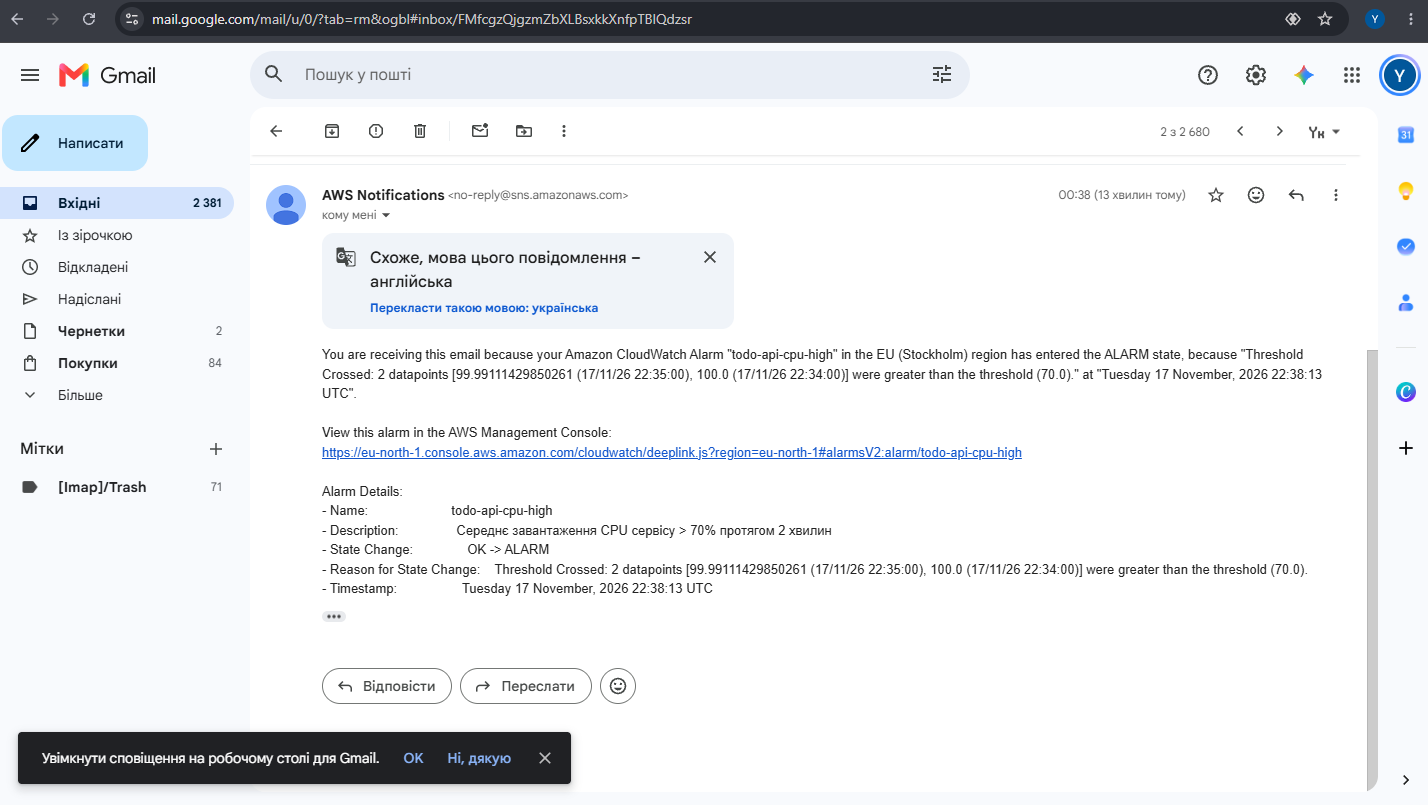 mail.google.com/mail/u/0/?tab=rm&ogbl#inbox/FMfcgzQjgzmZbXLBsxkkXnfpTBlQdzsr
Y
Gmail
Пошук у пошті
Y
Написати
2 з 2 680
Ук
Вхідні 2 381
Із зірочкою
Відкладені
Надіслані
Чернетки 2
Покупки 84
Більше
Мітки
[Imap]/Trash 71
AWS Notifications <no-reply@sns.amazonaws.com>
00:38 (13 хвилин тому)
кому мені
Схоже, мова цього повідомлення –
англійська
Перекласти такою мовою: українська
You are receiving this email because your Amazon CloudWatch Alarm "todo-api-cpu-high" in the EU (Stockholm) region has entered the ALARM state, because "Threshold
Crossed: 2 datapoints [99.99111429850261 (17/11/26 22:35:00), 100.0 (17/11/26 22:34:00)] were greater than the threshold (70.0)." at "Tuesday 17 November, 2026 22:38:13
UTC".
View this alarm in the AWS Management Console:
https://eu-north-1.console.aws.amazon.com/cloudwatch/deeplink.js?region=eu-north-1#alarmsV2:alarm/todo-api-cpu-high
Alarm Details:
- Name: todo-api-cpu-high
- Description: Середнє завантаження CPU сервісу > 70% протягом 2 хвилин
- State Change: OK -> ALARM
- Reason for State Change: Threshold Crossed: 2 datapoints [99.99111429850261 (17/11/26 22:35:00), 100.0 (17/11/26 22:34:00)] were greater than the threshold (70.0).
- Timestamp: Tuesday 17 November, 2026 22:38:13 UTC
Відповісти
Переслати
Увімкнути сповіщення на робочому столі для Gmail. OK Ні, дякую
31